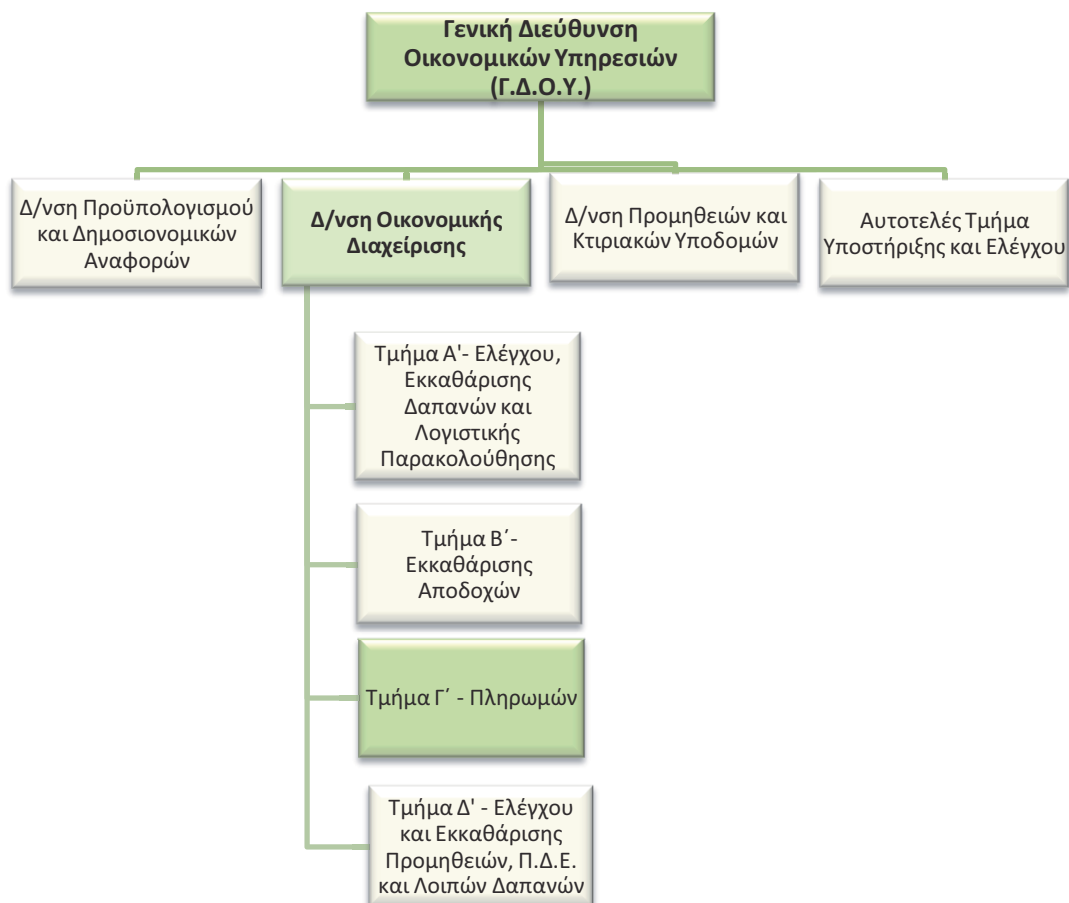 Γενική Διεύθυνση
Οικονομικών Υπηρεσιών
(Γ.Δ.Ο.Υ.)
Δ/νση Προϋπολογισμού
και Δημοσιονομικών
Αναφορών
Δ/νση Οικονομικής
Διαχείρισης
Δ/νση Προμηθειών και
Κτιριακών Υποδομών
Αυτοτελές Τμήμα
Υποστήριξης και Ελέγχου
Τμήμα Α'- Ελέγχου,
Εκκαθάρισης
Δαπανών και
Λογιστικής
Παρακολούθησης
Τμήμα Β΄-
Εκκαθάρισης
Αποδοχών
Τμήμα Γ΄ - Πληρωμών
Τμήμα Δ' - Ελέγχου
και Εκκαθάρισης
Προμηθειών, Π.Δ.Ε.
και Λοιπών Δαπανών